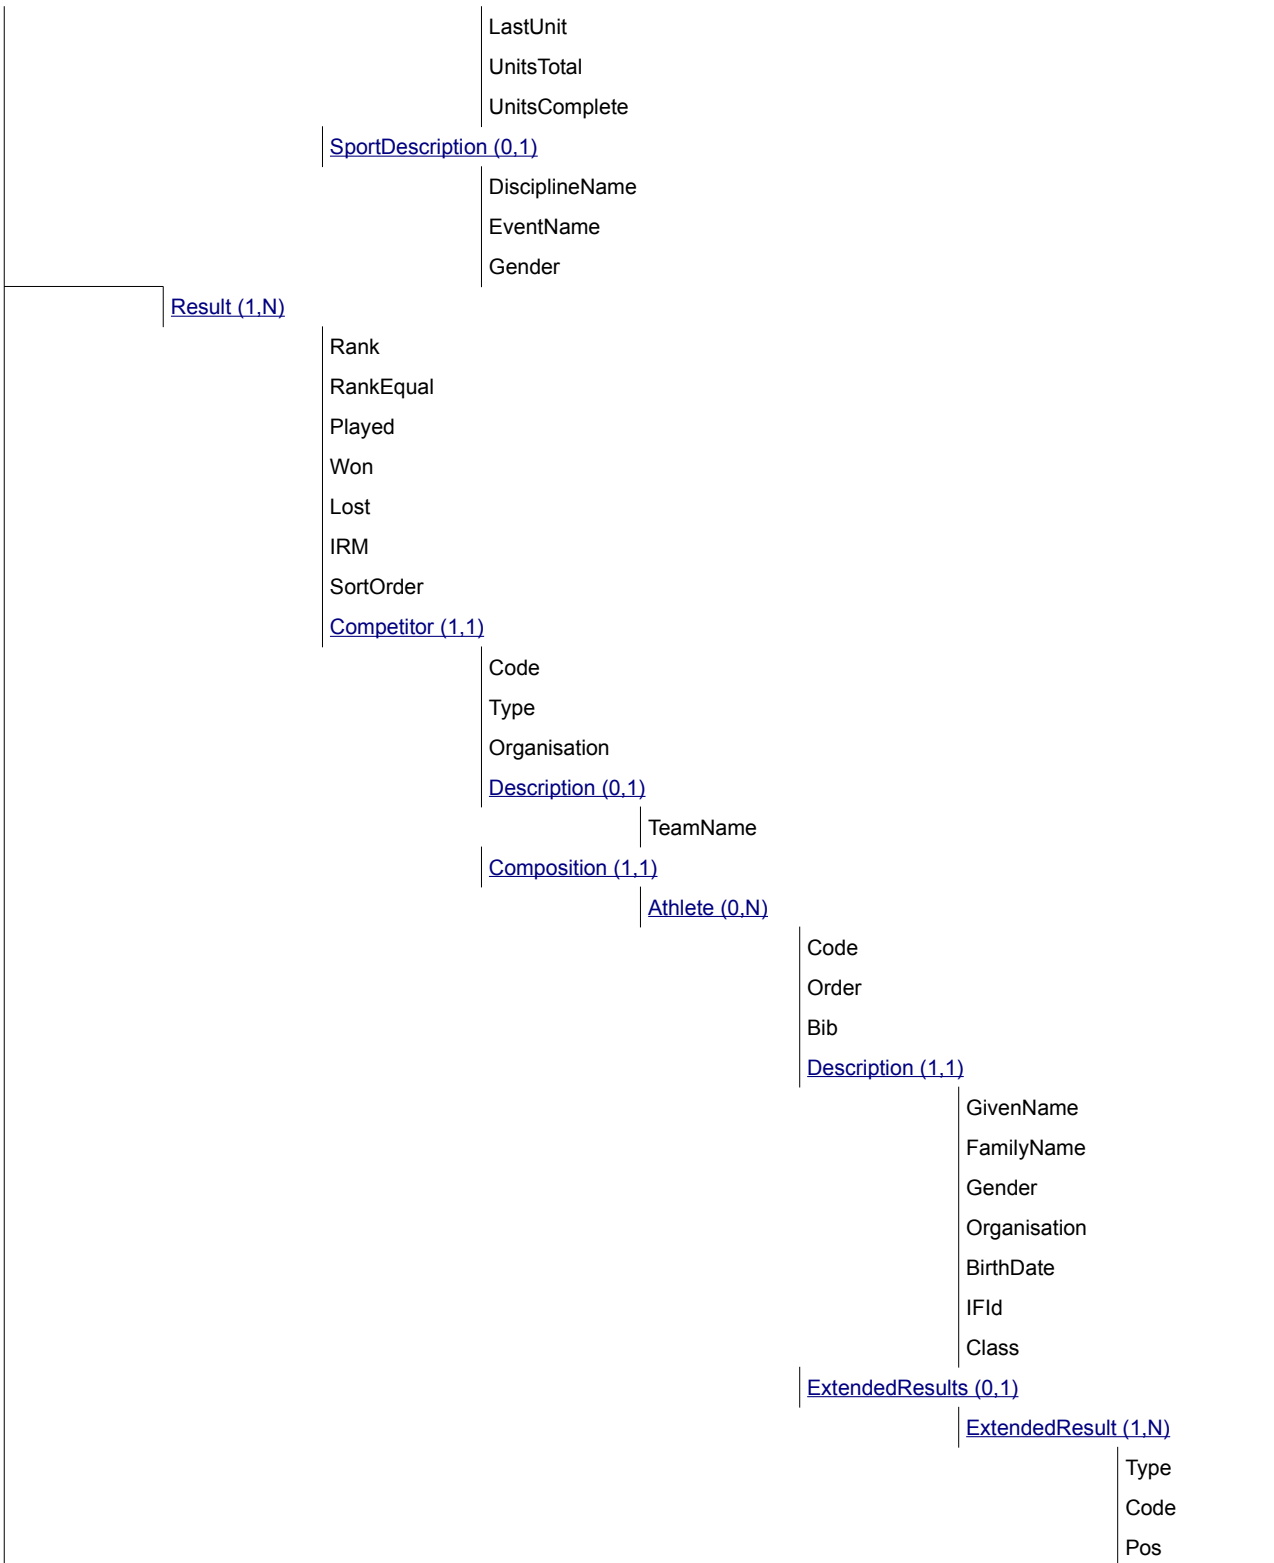 LastUnit
UnitsTotal
UnitsComplete
SportDescription (0,1)
DisciplineName
EventName
Gender
Result (1,N)
Rank
RankEqual
Played
Won
Lost
IRM
SortOrder
Competitor (1,1)
Code
Type
Organisation
Description (0,1)
TeamName
Composition (1,1)
Athlete (0,N)
Code
Order
Bib
Description (1,1)
GivenName
FamilyName
Gender
Organisation
BirthDate
IFId
Class
ExtendedResults (0,1)
ExtendedResult (1,N)
Type
Code
Pos